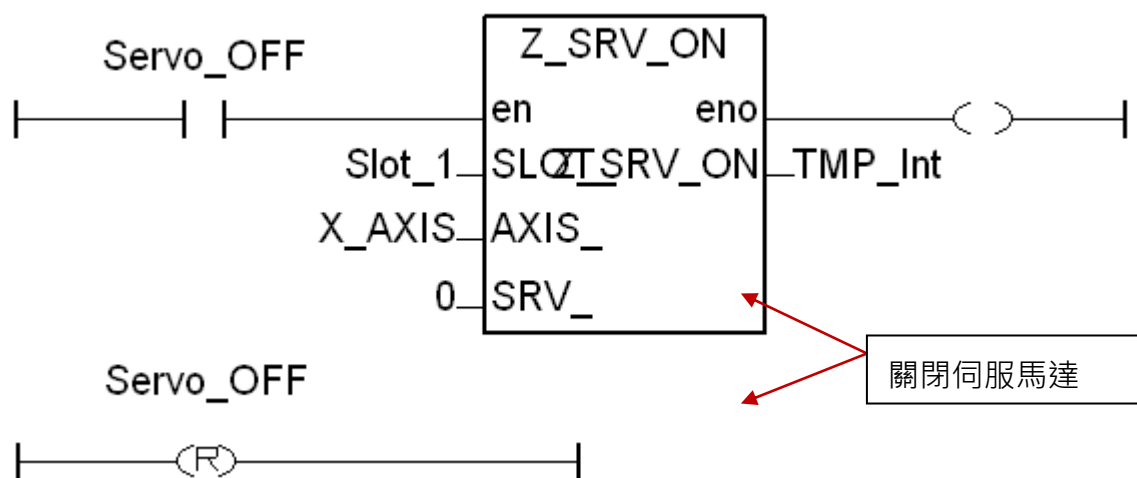 Servo_OFF
Z_SRV_ON
en eno
Slot_1 SLOT_ Z_SRV_ON TMP_Int
X_AXIS AXIS_
0 SRV_
關閉伺服馬達
Servo_OFF
R